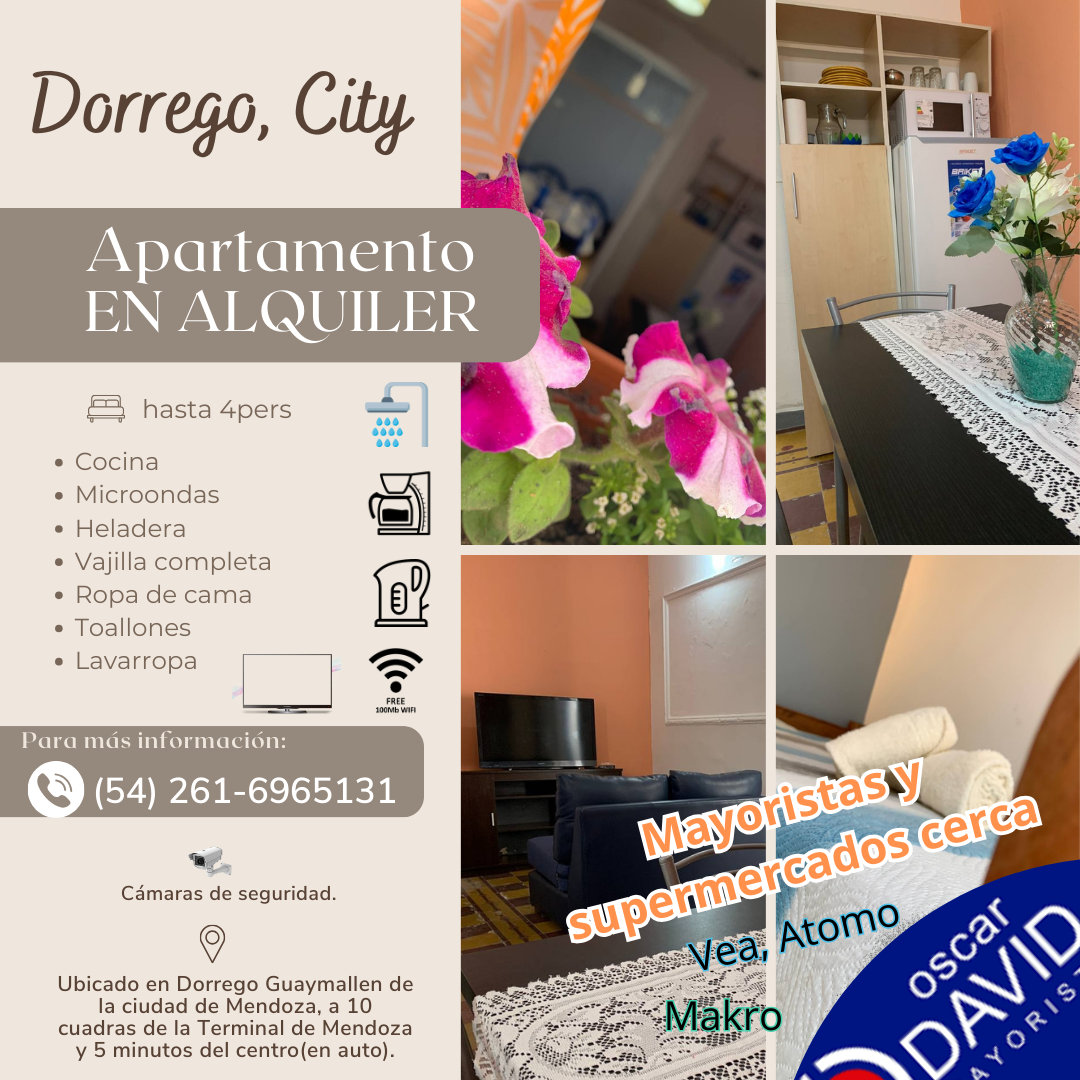 Dorrego, City
Apartamento
EN ALQUILER
hasta 4pers
Cocina
Microondas
Heladera
Vajilla completa
Ropa de cama
Toallones
Lavarropa
FREE
100Mb WIFI
Para más información:
(54) 261-6965131
Cámaras de seguridad.
Ubicado en Dorrego Guaymallen de
la ciudad de Mendoza, a 10
cuadras de la Terminal de Mendoza
y 5 minutos del centro(en auto).
Mayoristas y
supermercados cerca
Vea, Atomo
Makro
oscar
DAVID
AYORIST